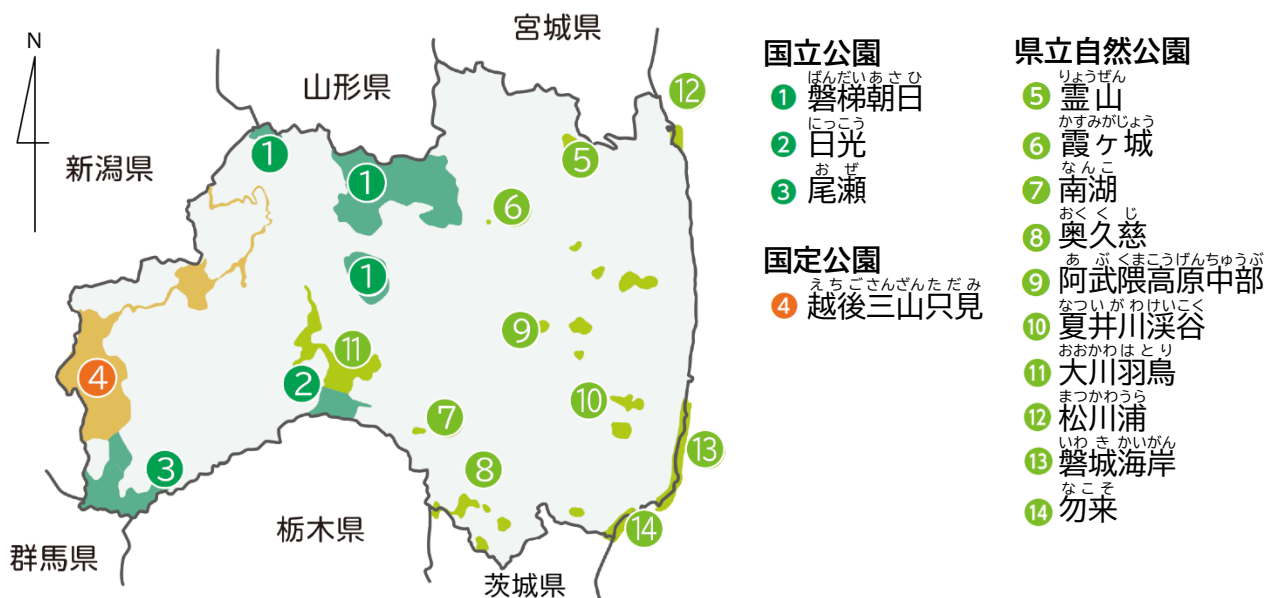 N
宮城県
山形県
新潟県
群馬県
栃木県
茨城県
1
1
1
2
3
4
5
6
7
8
9
10
11
12
13
14
国立公園
ばんだいあさひ
1 磐梯朝日
にっこう
2 日光
おぜ
3 尾瀬
国定公園
えちごさんざんただみ
4 越後三山只見
県立自然公園
りょうぜん
5 霊山
かすみがじょう
6 霞ヶ城
なんこ
7 南湖
おくくじ
8 奥久慈
あぶくまこうげんちゅうぶ
9 阿武隈高原中部
なついがわけいこく
10 夏井川渓谷
おおかわはとり
11 大川羽鳥
まつかわうら
12 松川浦
いわきかいがん
13 磐城海岸
なこそ
14 勿来